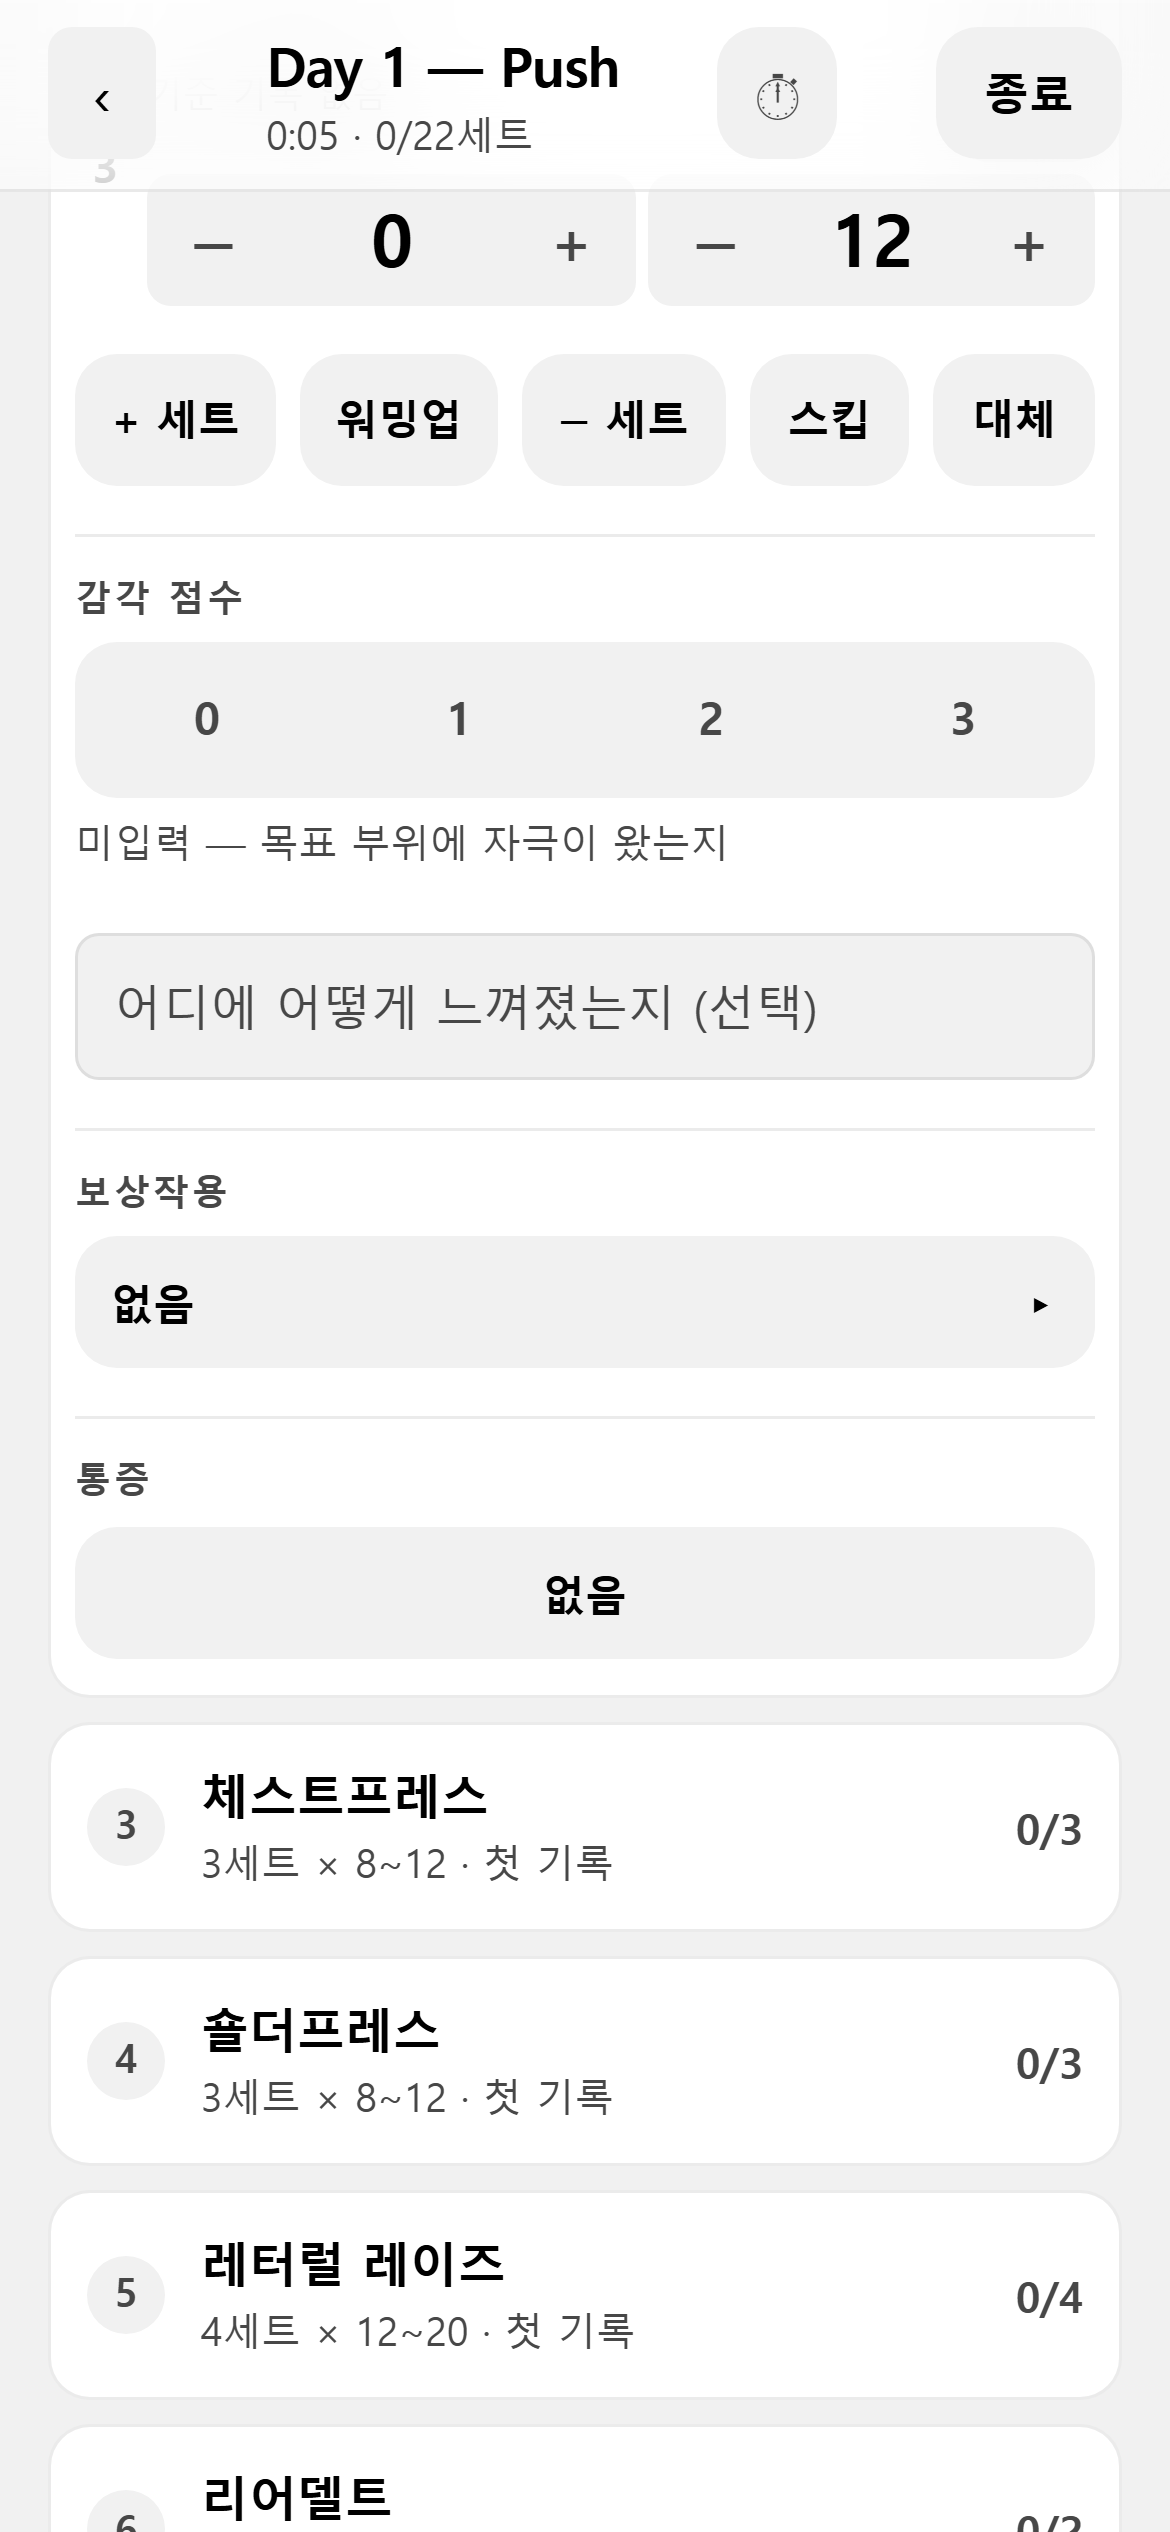 ‹
Day 1 — Push
0:05 · 0/22세트
종료
3
— 0 +
— 12 +
+ 세트
워밍업
— 세트
스킵
대체
감각 점수
0 1 2 3
미입력 — 목표 부위에 자극이 왔는지
어디에 어떻게 느껴졌는지 (선택)
보상작용
없음 ▸
통증
없음
3
체스트프레스
3세트 × 8~12 · 첫 기록
0/3
4
숄더프레스
3세트 × 8~12 · 첫 기록
0/3
5
레터럴 레이즈
4세트 × 12~20 · 첫 기록
0/4
6
리어델트